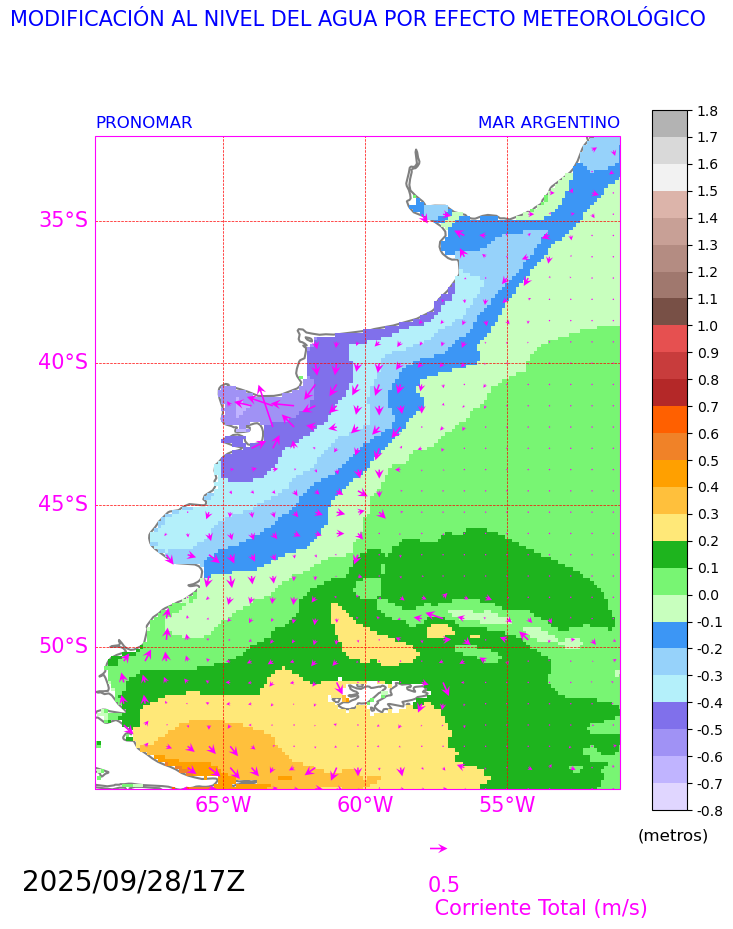 MODIFICACIÓN AL NIVEL DEL AGUA POR EFECTO METEOROLÓGICO
PRONOMAR
MAR ARGENTINO
35°S
40°S
45°S
50°S
65°W
60°W
55°W
1.8
1.7
1.6
1.5
1.4
1.3
1.2
1.1
1.0
0.9
0.8
0.7
0.6
0.5
0.4
0.3
0.2
0.1
0.0
-0.1
-0.2
-0.3
-0.4
-0.5
-0.6
-0.7
-0.8
(metros)
2025/09/28/17Z
0.5
Corriente Total (m/s)